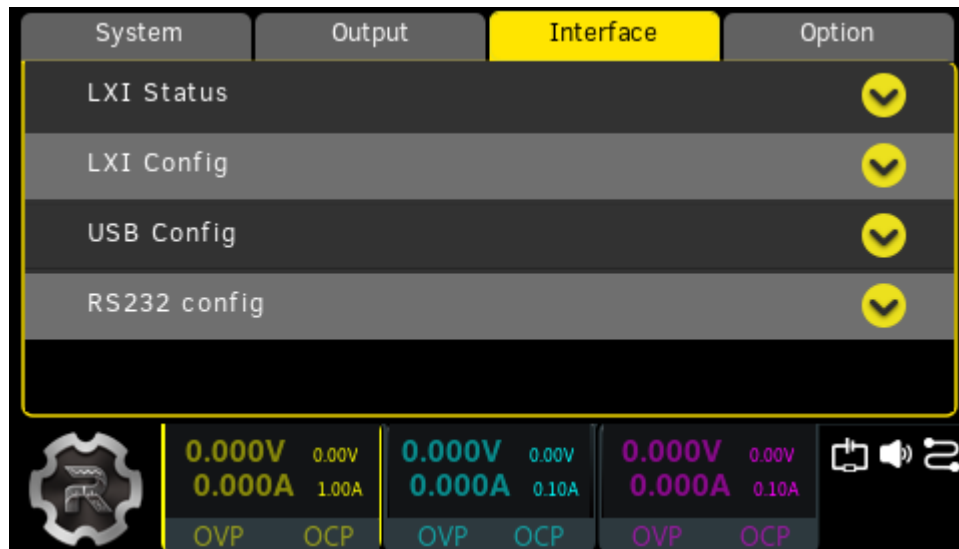 System Output Interface Option
LXI Status
LXI Config
USB Config
RS232 config
0.000V 0.00V 0.000V 0.00V 0.000V 0.00V
0.000A 1.00A 0.000A 0.10A 0.000A 0.10A
OVP OCP OVP OCP OVP OCP
R